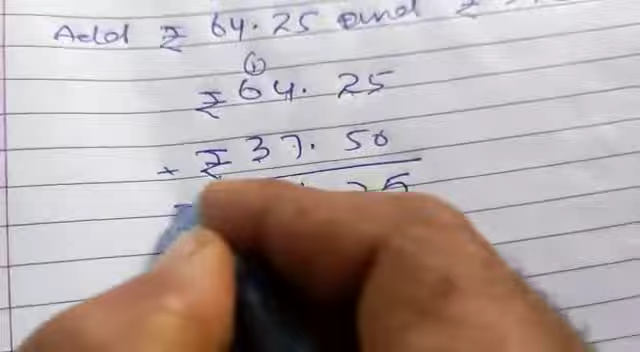 Add ₹ 64.25 and ₹
1
₹ 64.25
+ ₹ 37.50